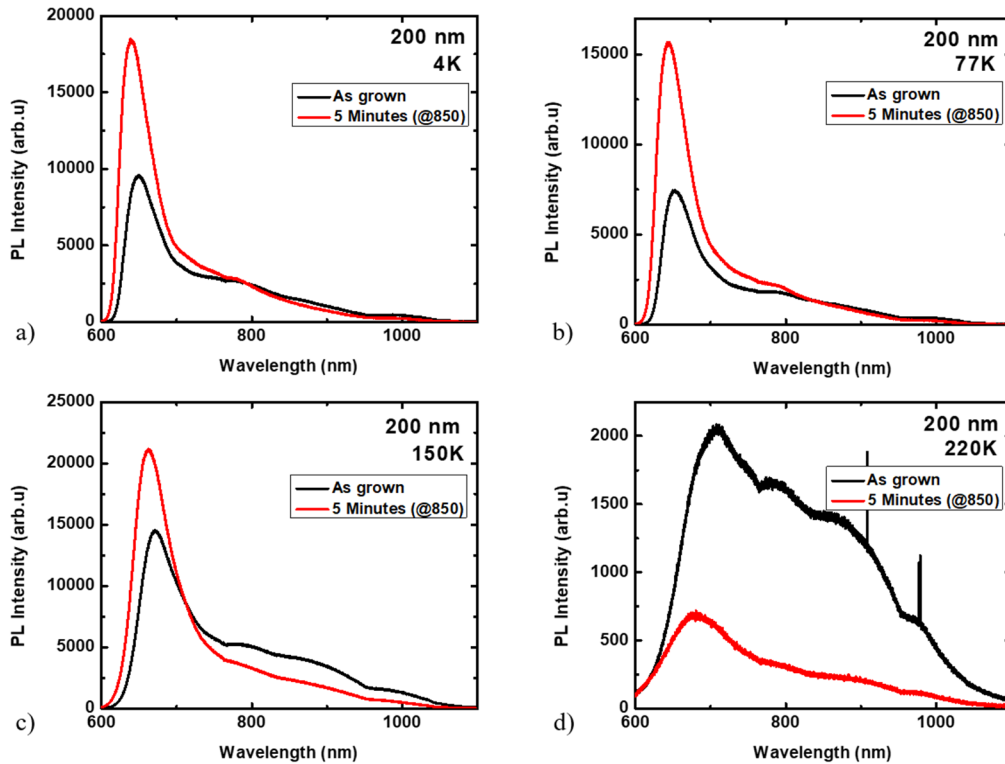 20000
15000
10000
5000
0
600
800
1000
PL Intensity (arb.u)
Wavelength (nm)
200 nm
4K
As grown
5 Minutes (@850)
a)
15000
10000
5000
0
600
800
1000
PL Intensity (arb.u)
Wavelength (nm)
200 nm
77K
As grown
5 Minutes (@850)
b)
25000
20000
15000
10000
5000
0
600
800
1000
PL Intensity (arb.u)
Wavelength (nm)
200 nm
150K
As grown
5 Minutes (@850)
c)
2000
1500
1000
500
0
600
800
1000
PL Intensity (arb.u)
Wavelength (nm)
200 nm
220K
As grown
5 Minutes (@850)
d)